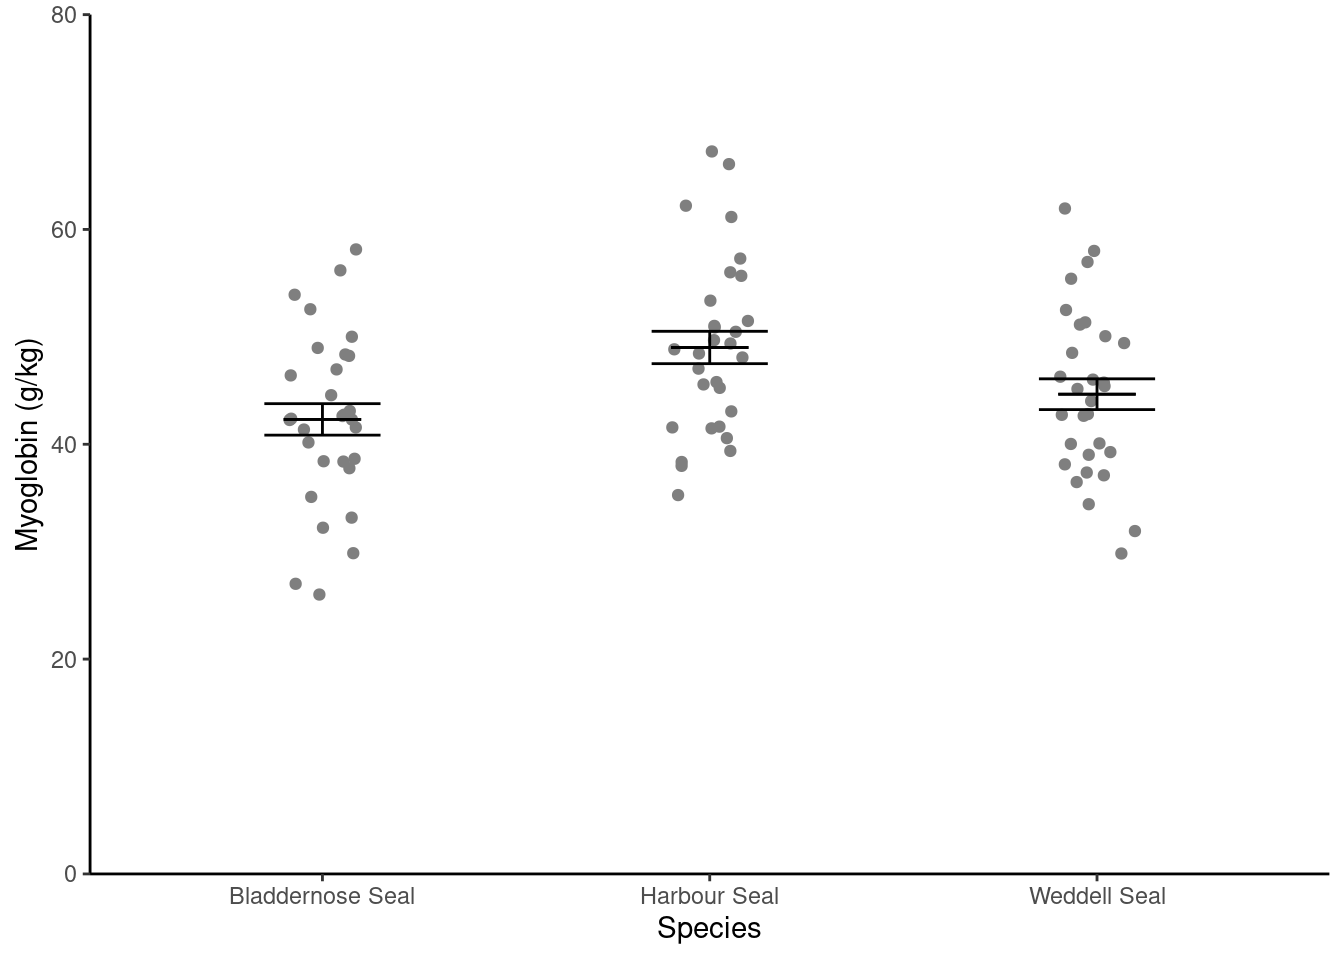 80
60
40
20
0
Myoglobin (g/kg)
Bladdernose Seal
Harbour Seal
Weddell Seal
Species